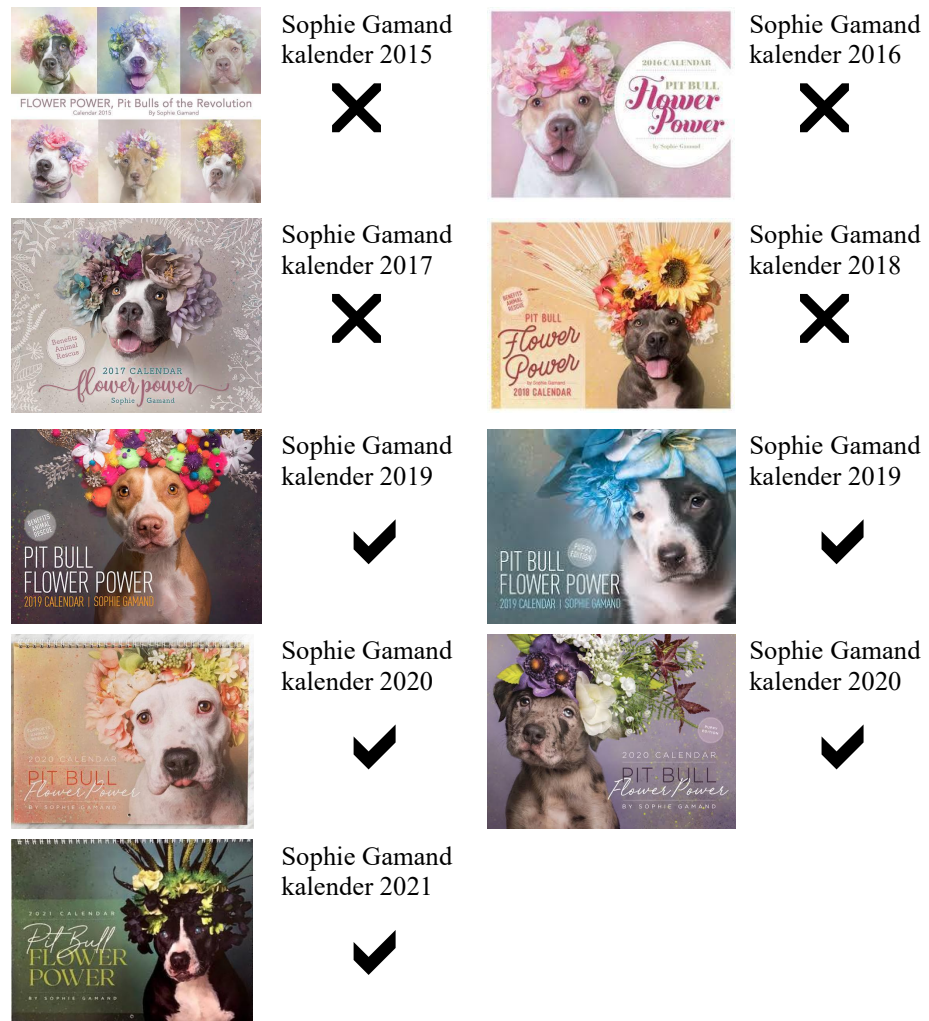 Sophie Gamand
kalender 2015
FLOWER POWER, Pit Bulls of the Revolution
Calendar 2015 By Sophie Gamand
Sophie Gamand
kalender 2016
2016 CALENDAR
PIT BULL
Flower
Power
by Sophie Gamand
Sophie Gamand
kalender 2017
Benefits
Animal
Rescue
2017 CALENDAR
flower power
Sophie Gamand
Sophie Gamand
kalender 2018
BENEFITS
ANIMAL
RESCUE
PIT BULL
Flower
Power
by Sophie Gamand
2018 CALENDAR
Sophie Gamand
kalender 2019
BENEFITS
ANIMAL
RESCUE
PIT BULL
FLOWER POWER
2019 CALENDAR | SOPHIE GAMAND
Sophie Gamand
kalender 2019
PUPPY
EDITION
PIT BULL
FLOWER POWER
2019 CALENDAR | SOPHIE GAMAND
Sophie Gamand
kalender 2020
2020 CALENDAR
PIT BULL
Flower Power
BY SOPHIE GAMAND
Sophie Gamand
kalender 2020
PUPPY
EDITION
2020 CALENDAR
PIT BULL
Flower Power
BY SOPHIE GAMAND
Sophie Gamand
kalender 2021
2021 CALENDAR
Pit Bull
FLOWER
POWER
BY SOPHIE GAMAND